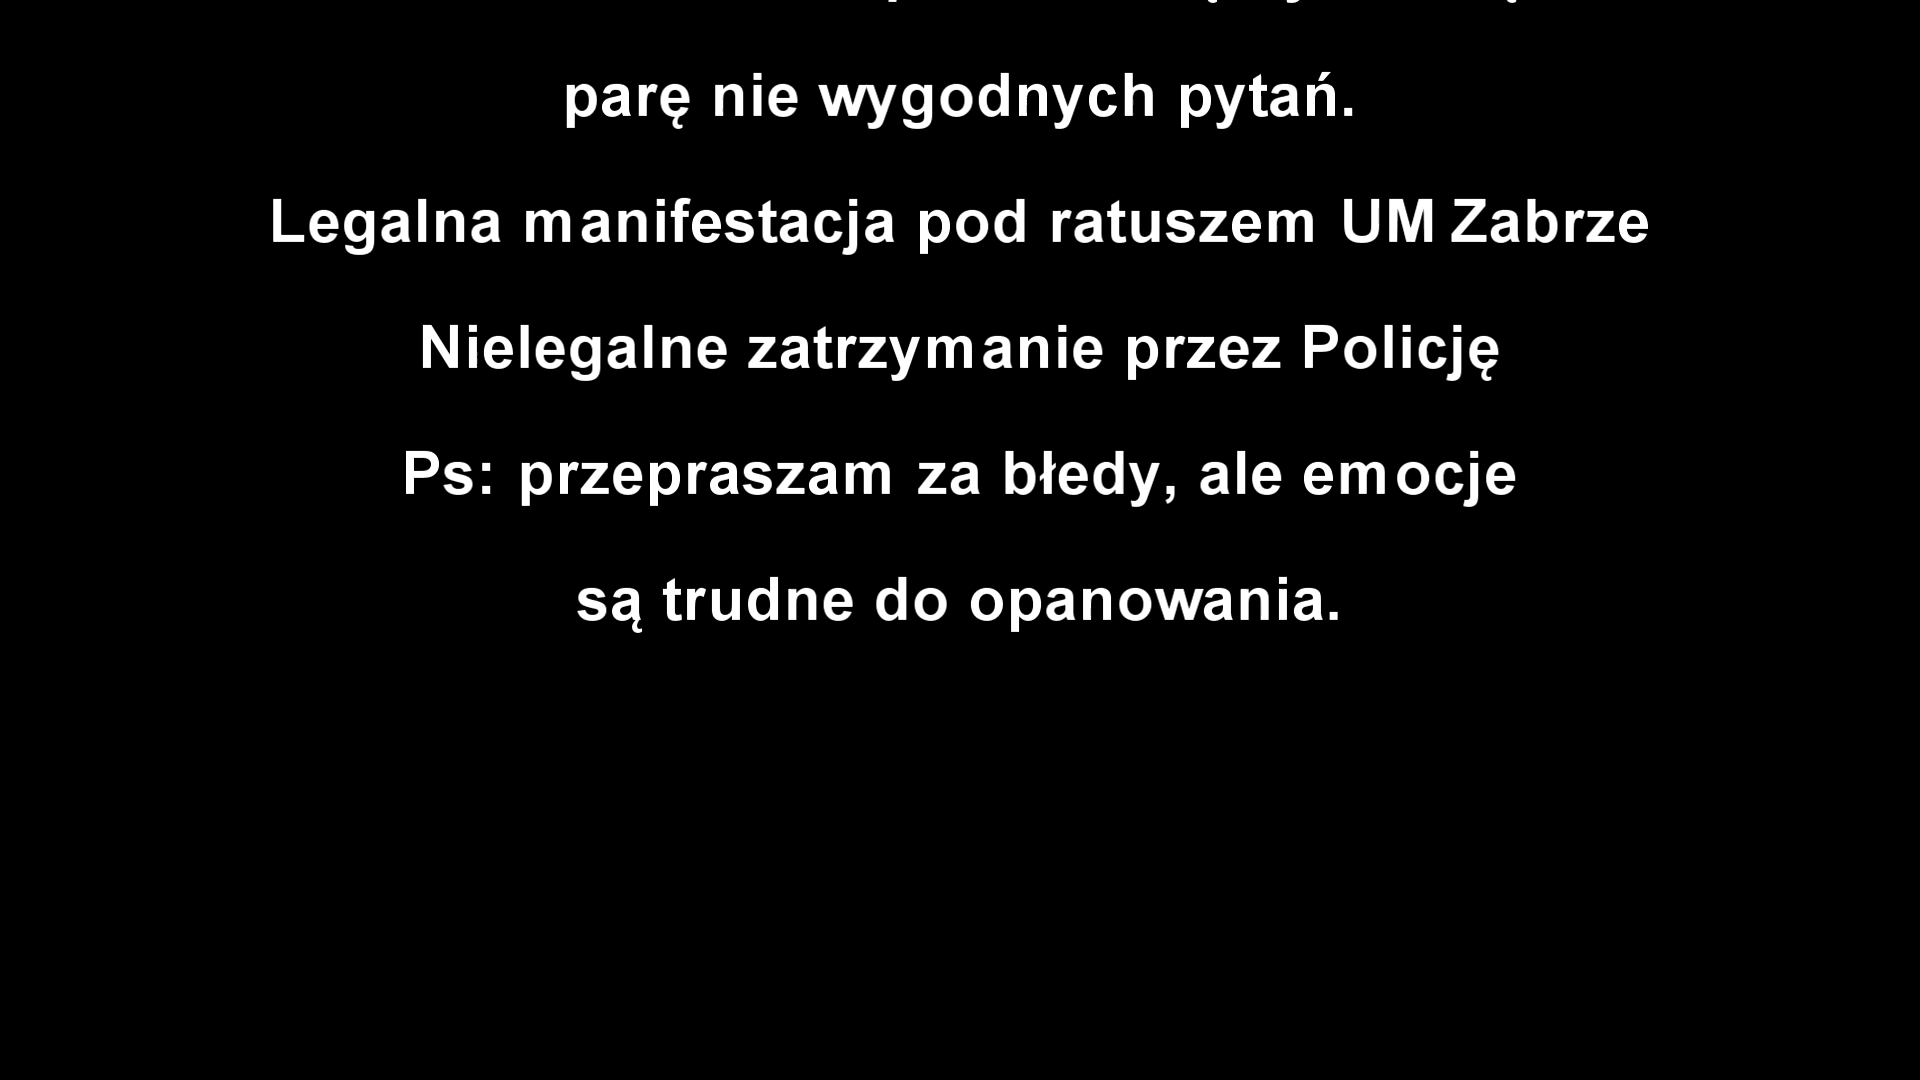 parę nie wygodnych pytań.
Legalna manifestacja pod ratuszem UM Zabrze
Nielegalne zatrzymanie przez Policję
Ps: przepraszam za błedy, ale emocje
są trudne do opanowania.